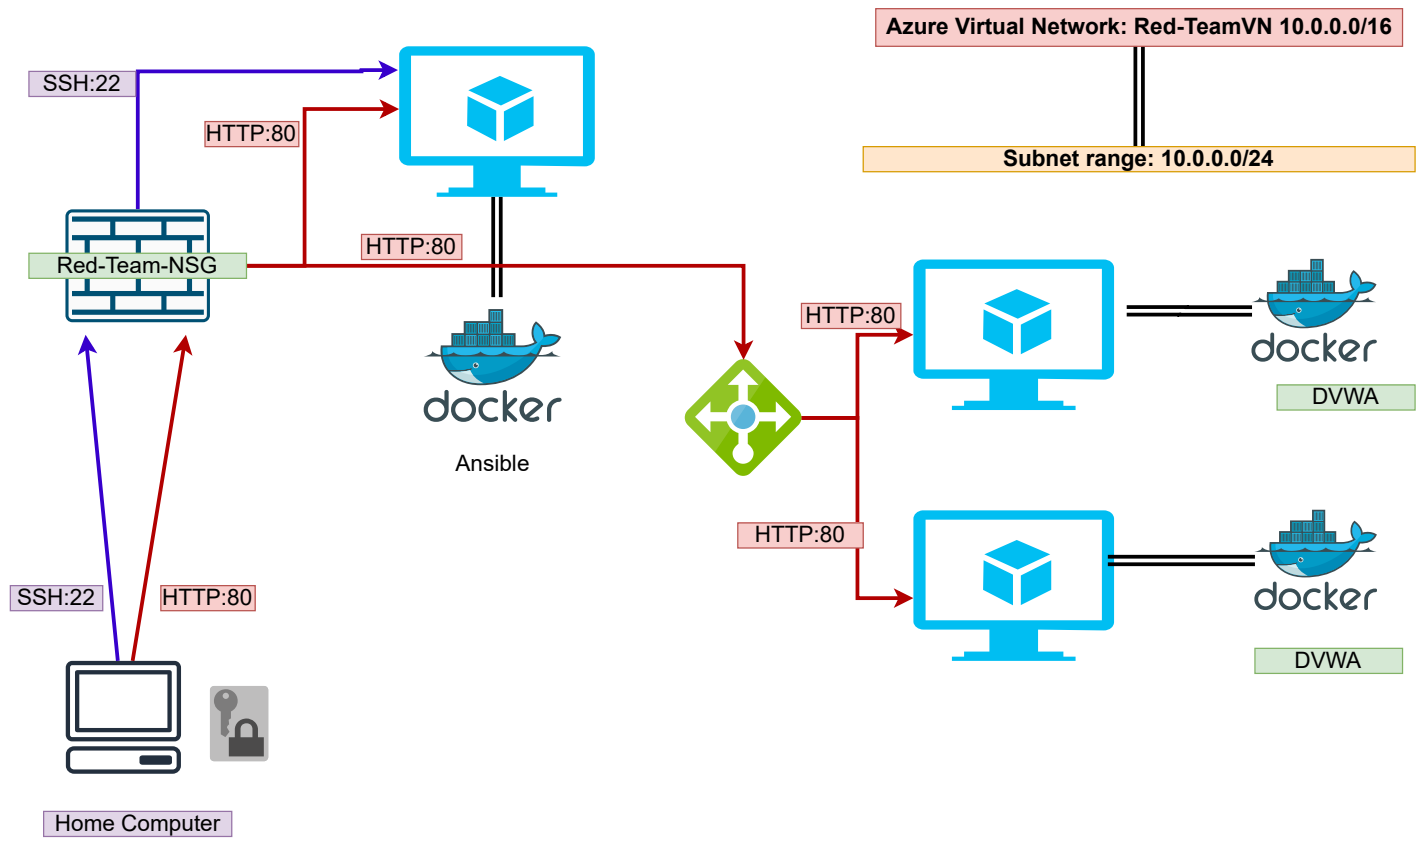 Azure Virtual Network: Red-TeamVN 10.0.0.0/16
SSH:22
HTTP:80
Subnet range: 10.0.0.0/24
HTTP:80
Red-Team-NSG
HTTP:80
docker
docker
DVWA
Ansible
HTTP:80
docker
SSH:22
HTTP:80
DVWA
Home Computer